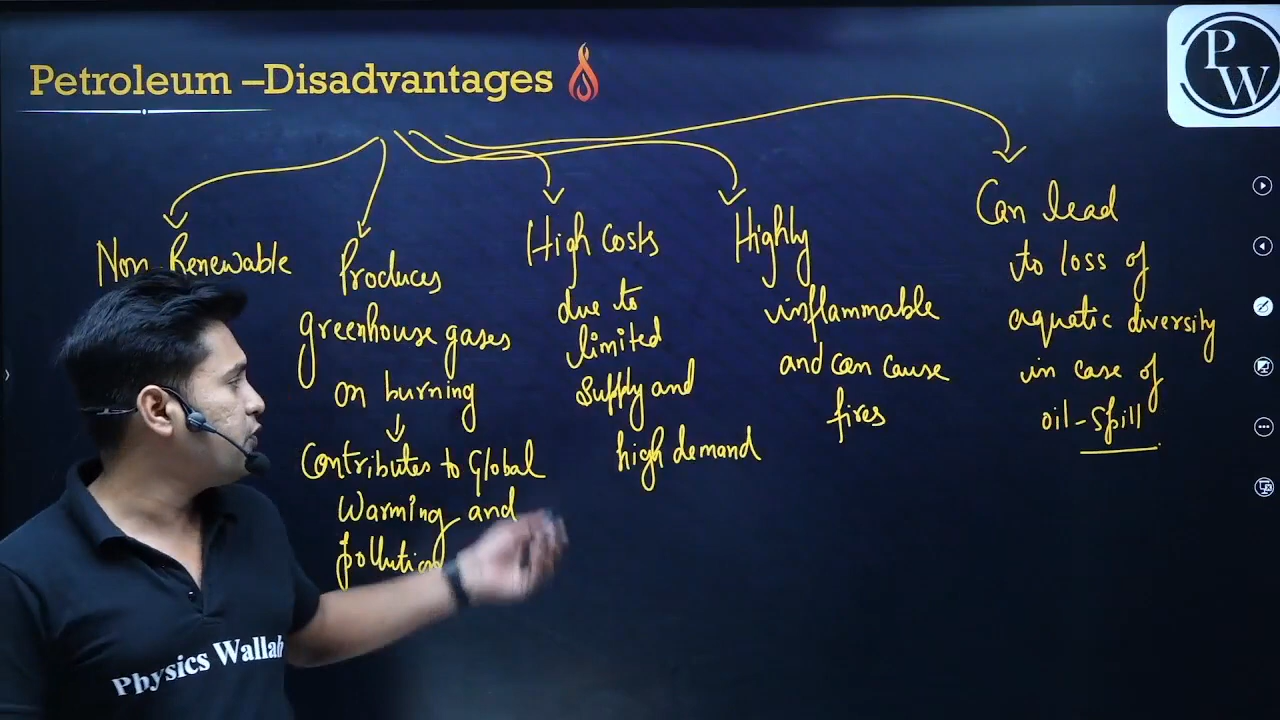 Petroleum –Disadvantages
P
W
Non-Renewable
Produces
greenhouse gases
on burning
Contributes to Global
Warming and
pollution
High Costs
due to
limited
supply and
high demand
Highly
inflammable
and can cause
fires
Can lead
to loss of
aquatic diversity
in case of
oil-spill
Physics Wallah